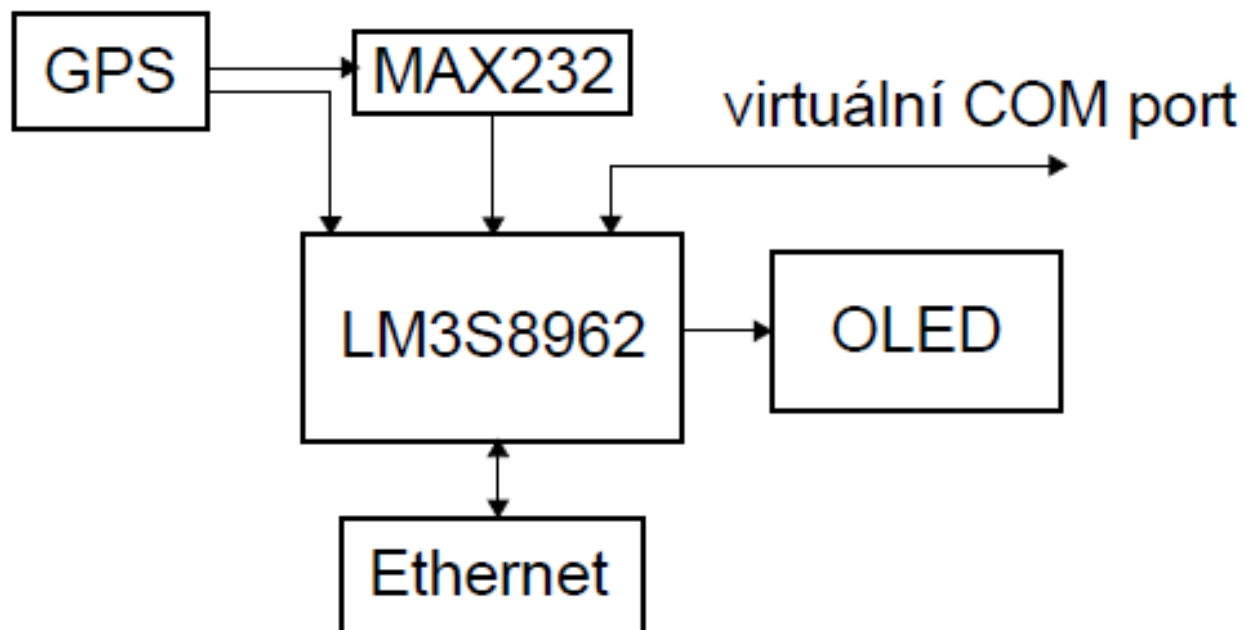 GPS
MAX232
virtuální COM port
LM3S8962
OLED
Ethernet